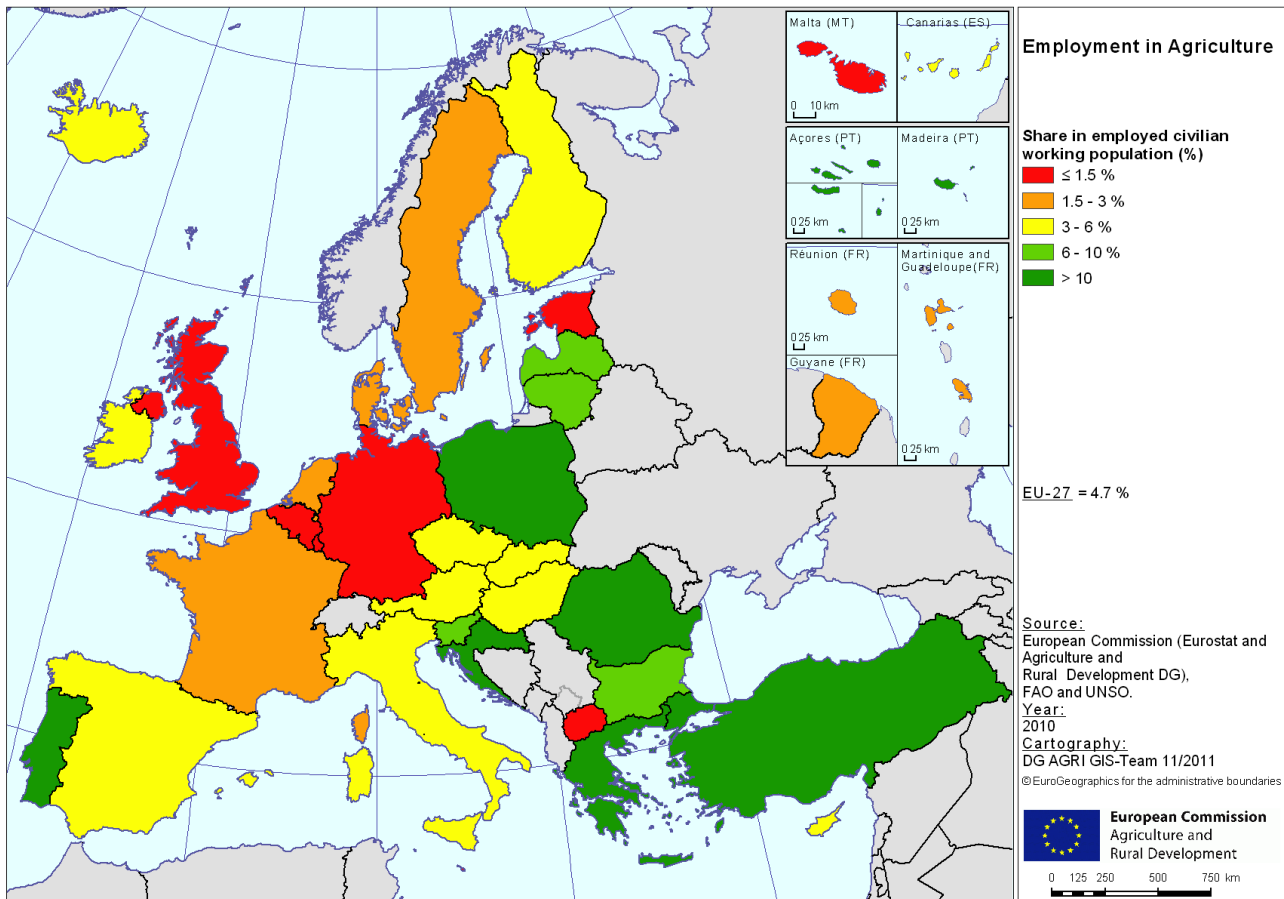 Malta (MT)
0 10 km
Canarias (ES)
Açores (PT)
0 25 km
Madeira (PT)
0 25 km
Réunion (FR)
0 25 km
Martinique and
Guadeloupe(FR)
Guyane (FR)
0 25 km
Employment in Agriculture
Share in employed civilian
working population (%)
≤ 1.5 %
1.5 - 3 %
3 - 6 %
6 - 10 %
> 10
EU-27 = 4.7 %
Source:
European Commission (Eurostat and
Agriculture and
Rural Development DG),
FAO and UNSO.
Year:
2010
Cartography:
DG AGRI GIS-Team 11/2011
© EuroGeographics for the administrative boundaries
European Commission
Agriculture and
Rural Development
0 125 250 500 750 km